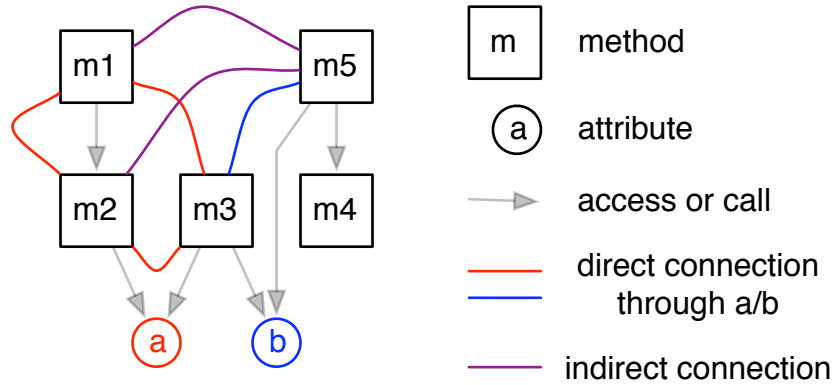 m1
m5
m
method
a
attribute
m2
m3
m4
access or call
direct connection
through a/b
a
b
indirect connection